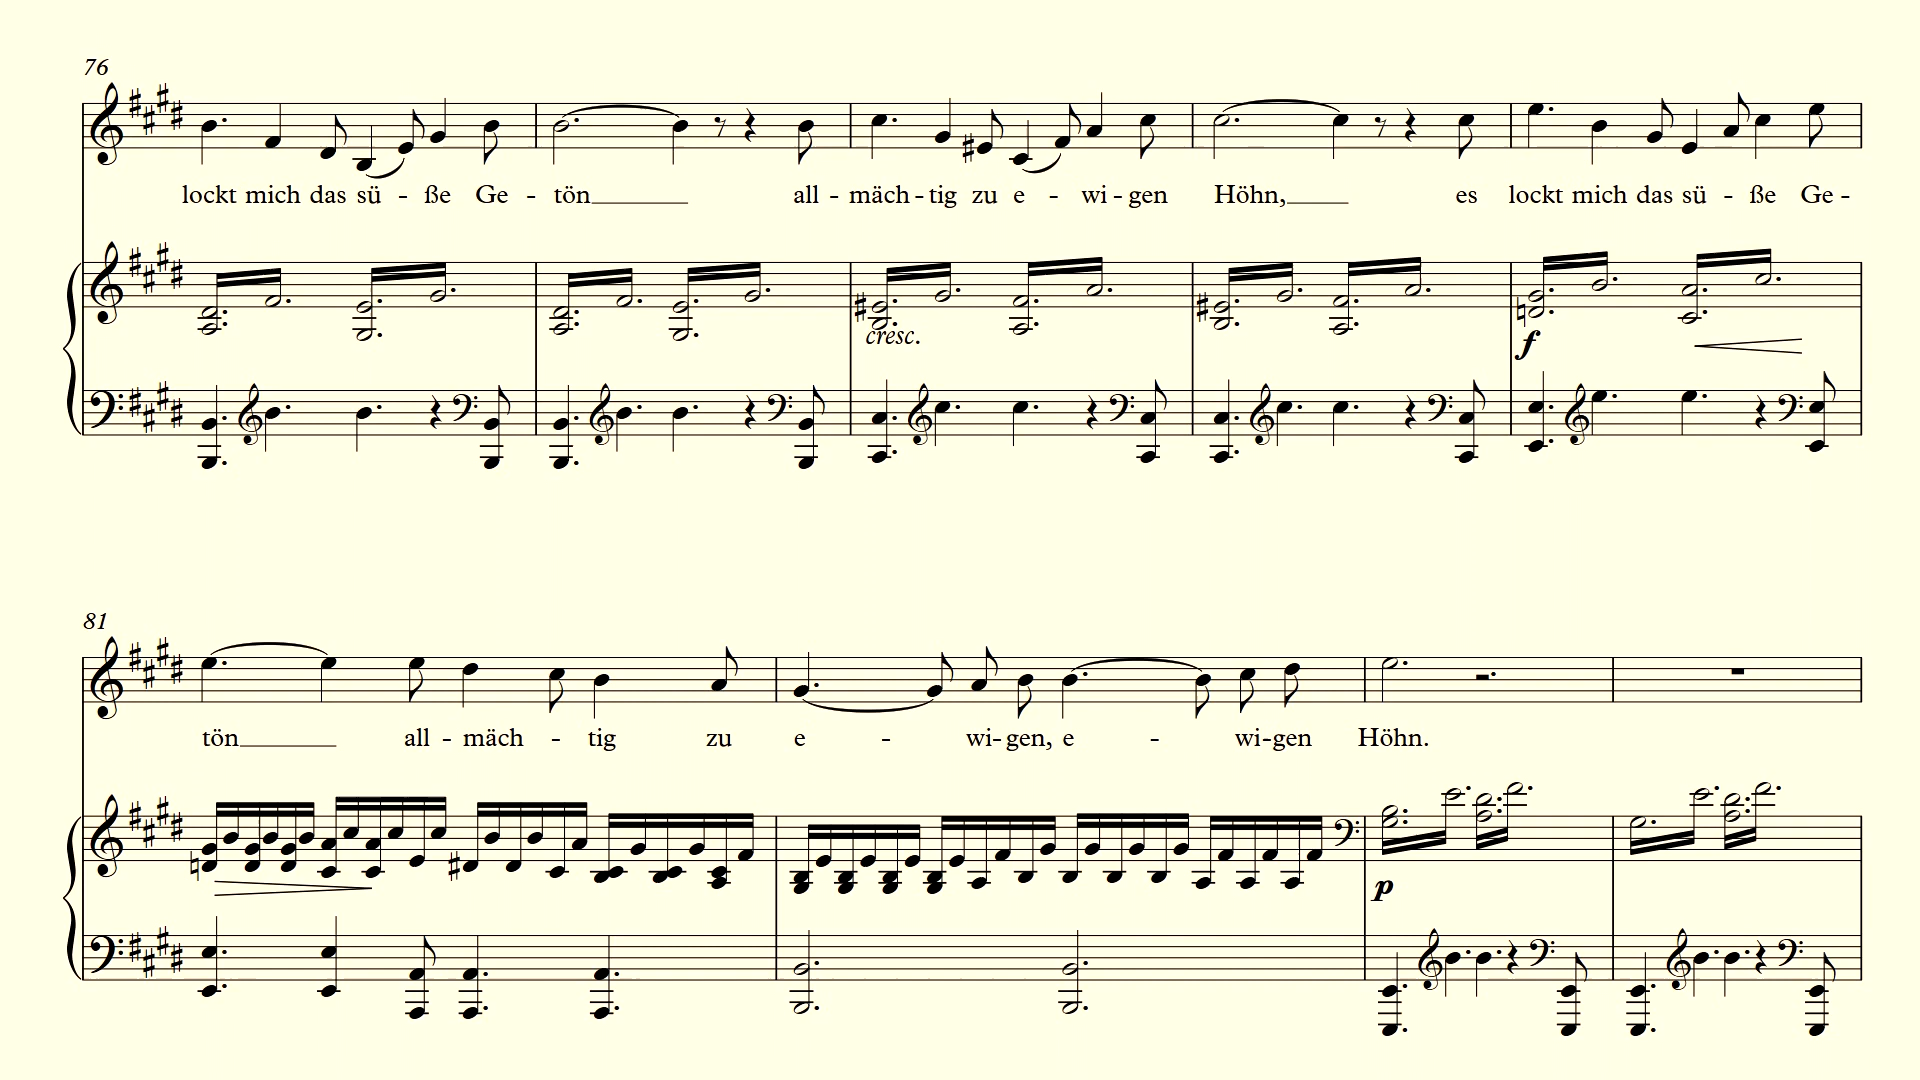 76
lockt mich das sü - ße Ge - tön all - mäch - tig zu e - wi - gen Höhn, es lockt mich das sü - ße Ge -
cresc.
f
81
tön all - mäch - tig zu e - wi - gen, e - wi - gen Höhn.
p